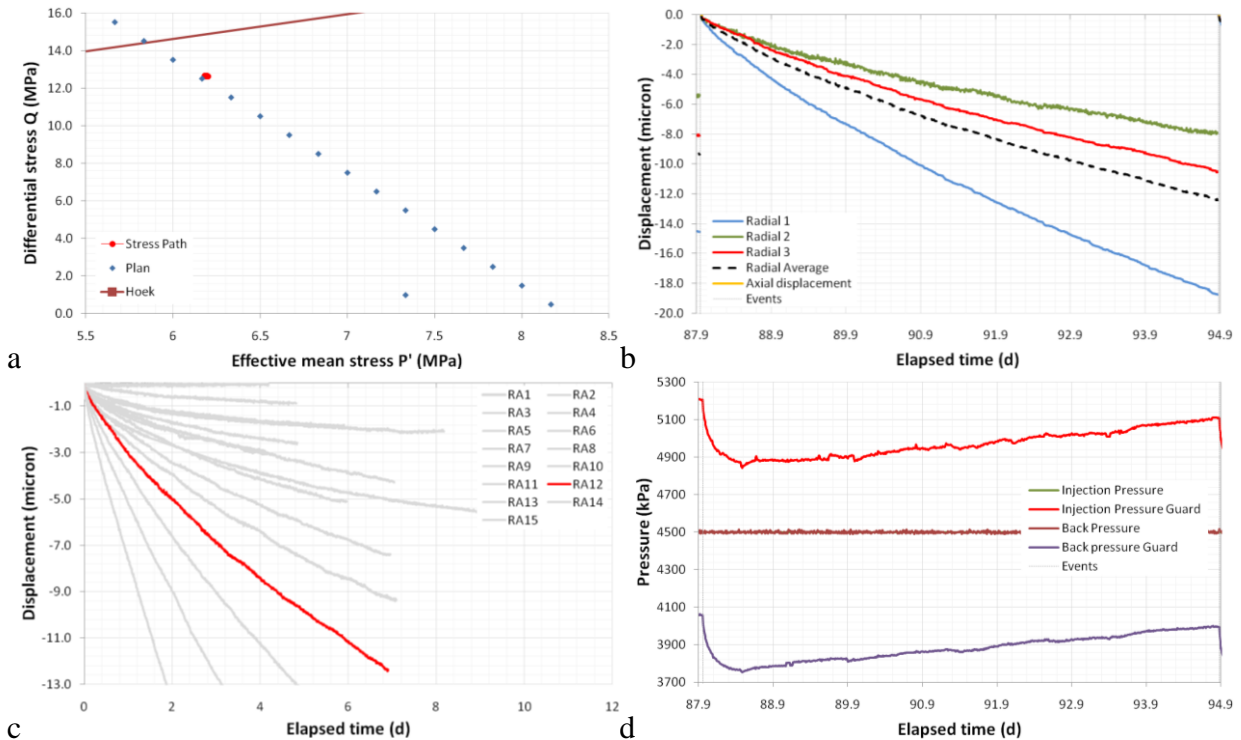 16.0
14.0
12.0
10.0
8.0
6.0
4.0
2.0
0.0
Differential stress Q (MPa)
Stress Path
Plan
Hoek
5.5 6 6.5 7 7.5 8 8.5
Effective mean stress P' (MPa)
a
0.0
-2.0
-4.0
-6.0
-8.0
-10.0
-12.0
-14.0
-16.0
-18.0
-20.0
Displacement (micron)
Radial 1
Radial 2
Radial 3
Radial Average
Axial displacement
Events
87.9 88.9 89.9 90.9 91.9 92.9 93.9 94.9
Elapsed time (d)
b
-1.0
-3.0
-5.0
-7.0
-9.0
-11.0
-13.0
Displacement (micron)
RA1 RA2
RA3 RA4
RA5 RA6
RA7 RA8
RA9 RA10
RA11 RA12
RA13 RA14
RA15
0 2 4 6 8 10 12
Elapsed time (d)
c
5300
5100
4900
4700
4500
4300
4100
3900
3700
Pressure (kPa)
Injection Pressure
Injection Pressure Guard
Back Pressure
Back pressure Guard
Events
87.9 88.9 89.9 90.9 91.9 92.9 93.9 94.9
Elapsed time (d)
d